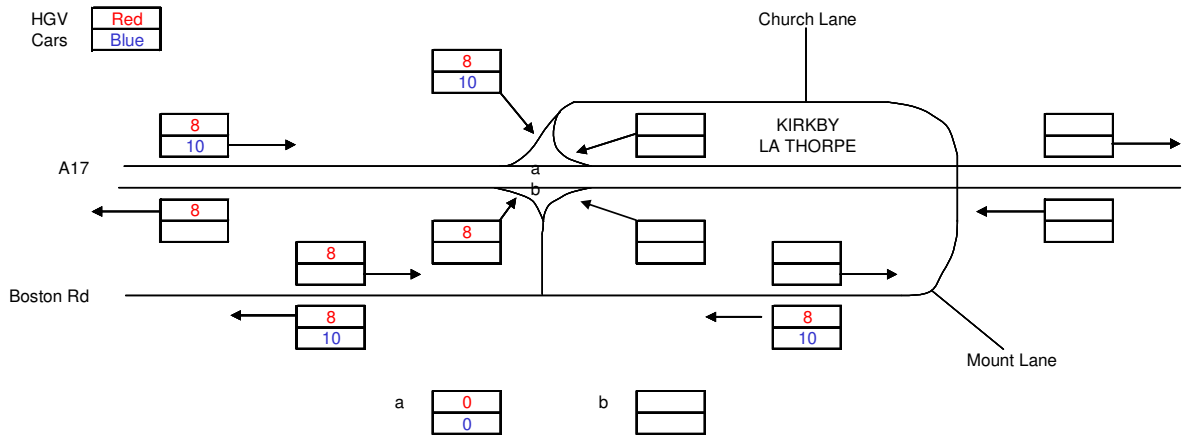 HGV Red
Cars Blue
Church Lane
8
10
8
10
KIRKBY
LA THORPE
A17
a
b
8
8
8
Boston Rd
8
10
8
10
Mount Lane
a 0 b
0